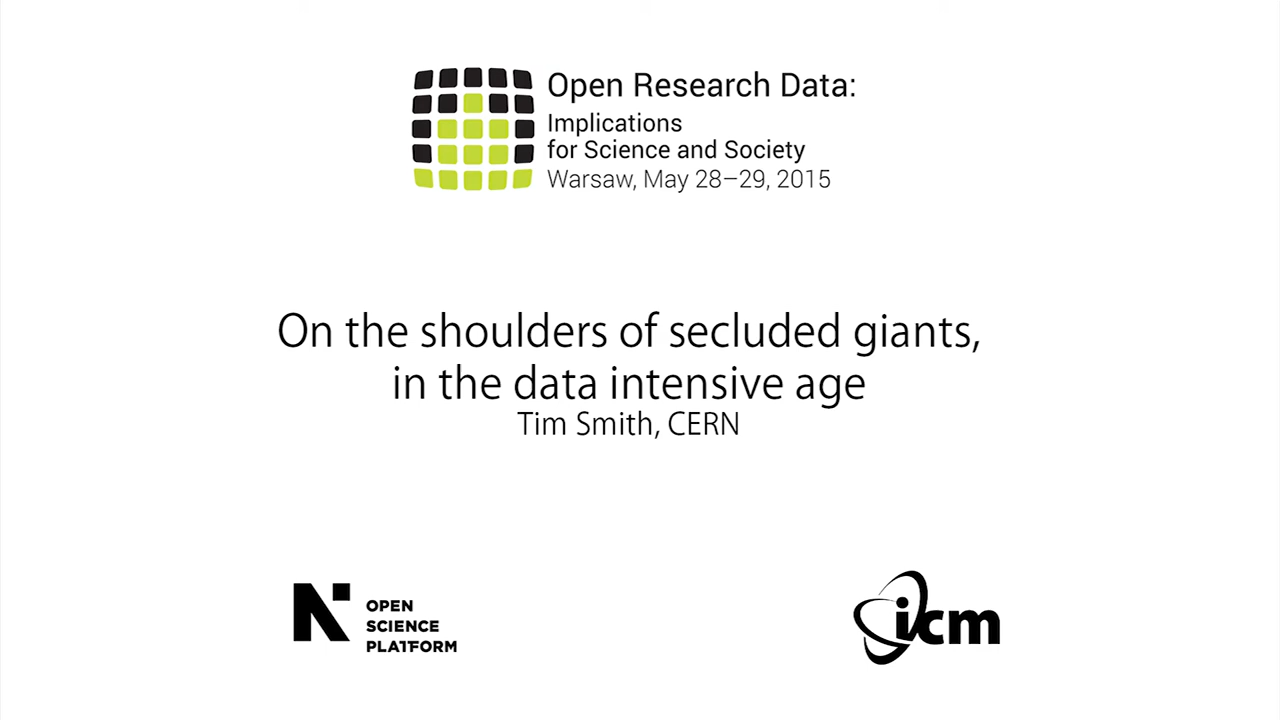 Open Research Data:
Implications
for Science and Society
Warsaw, May 28–29, 2015
On the shoulders of secluded giants,
in the data intensive age
Tim Smith, CERN
OPEN
SCIENCE
PLATFORM
icm